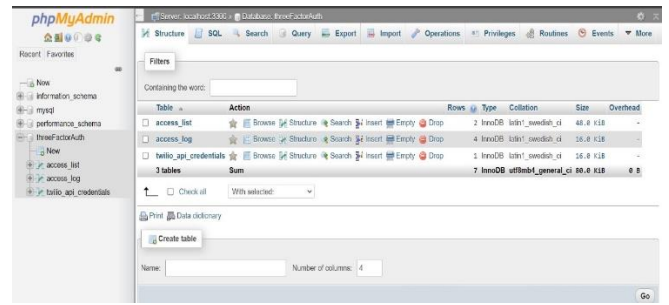 phpMyAdmin
Recent Favorites
New
information_schema
mysql
performance_schema
threeFactorAuth
New
access_list
access_log
twilio_api_credentials
Server: localhost:3306 » Database: threeFactorAuth
Structure SQL Search Query Export Import Operations Privileges Routines Events More
Filters
Containing the word:
Table Action Rows Type Collation Size Overhead
access_list Browse Structure Search Insert Empty Drop 2 InnoDB latin1_swedish_ci 48.0 KiB -
access_log Browse Structure Search Insert Empty Drop 4 InnoDB latin1_swedish_ci 16.0 KiB -
twilio_api_credentials Browse Structure Search Insert Empty Drop 1 InnoDB latin1_swedish_ci 16.0 KiB -
3 tables Sum 7 InnoDB utf8mb4_general_ci 80.0 KiB 0 B
Check all With selected:
Print Data dictionary
Create table
Name: Number of columns: 4
Go